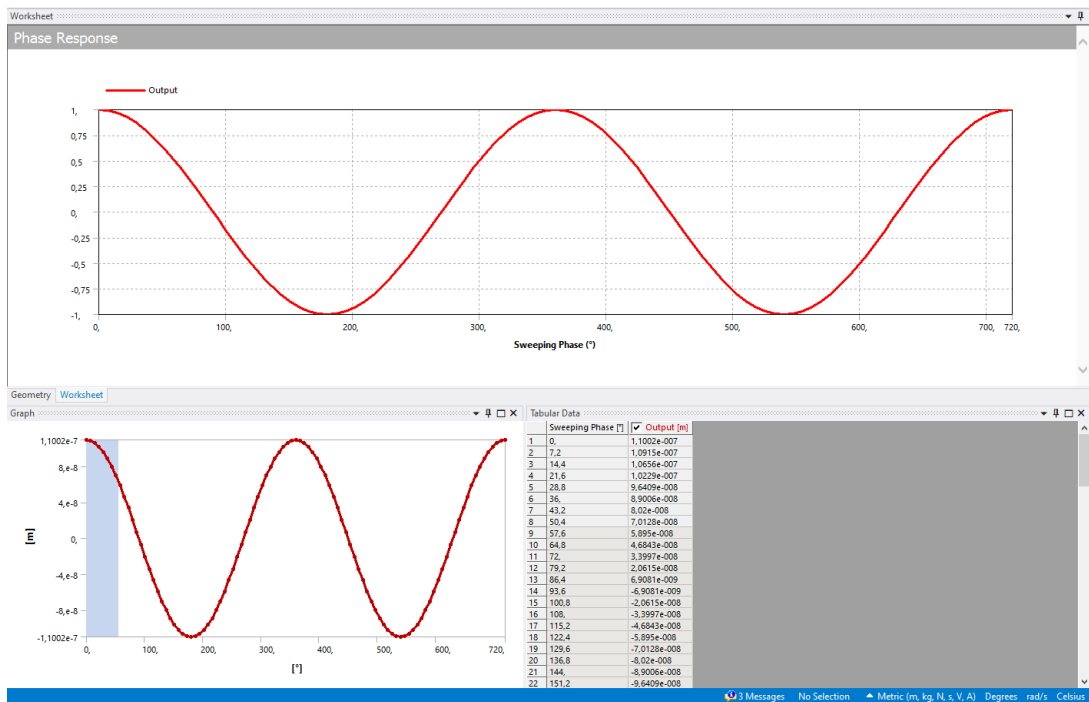 Worksheet
Phase Response
Output
1,
0,75
0,5
0,25
0,
-0,25
-0,5
-0,75
-1,
0, 100, 200, 300, 400, 500, 600, 700, 720,
Sweeping Phase (°)
Geometry Worksheet
Graph
1,1002e-7
8,e-8
4,e-8
0,
-4,e-8
-8,e-8
-1,1002e-7
[m]
0, 100, 200, 300, 400, 500, 600, 720,
[°]
Tabular Data
Sweeping Phase [°] Output [m]
1 0, 1,1002e-007
2 7,2 1,0915e-007
3 14,4 1,0656e-007
4 21,6 1,0229e-007
5 28,8 9,6409e-008
6 36, 8,9006e-008
7 43,2 8,02e-008
8 50,4 7,0128e-008
9 57,6 5,895e-008
10 64,8 4,6843e-008
11 72, 3,3997e-008
12 79,2 2,0615e-008
13 86,4 6,9081e-009
14 93,6 -6,9081e-009
15 100,8 -2,0615e-008
16 108, -3,3997e-008
17 115,2 -4,6843e-008
18 122,4 -5,895e-008
19 129,6 -7,0128e-008
20 136,8 -8,02e-008
21 144, -8,9006e-008
22 151,2 -9,6409e-008
3 Messages No Selection Metric (m, kg, N, s, V, A) Degrees rad/s Celsius